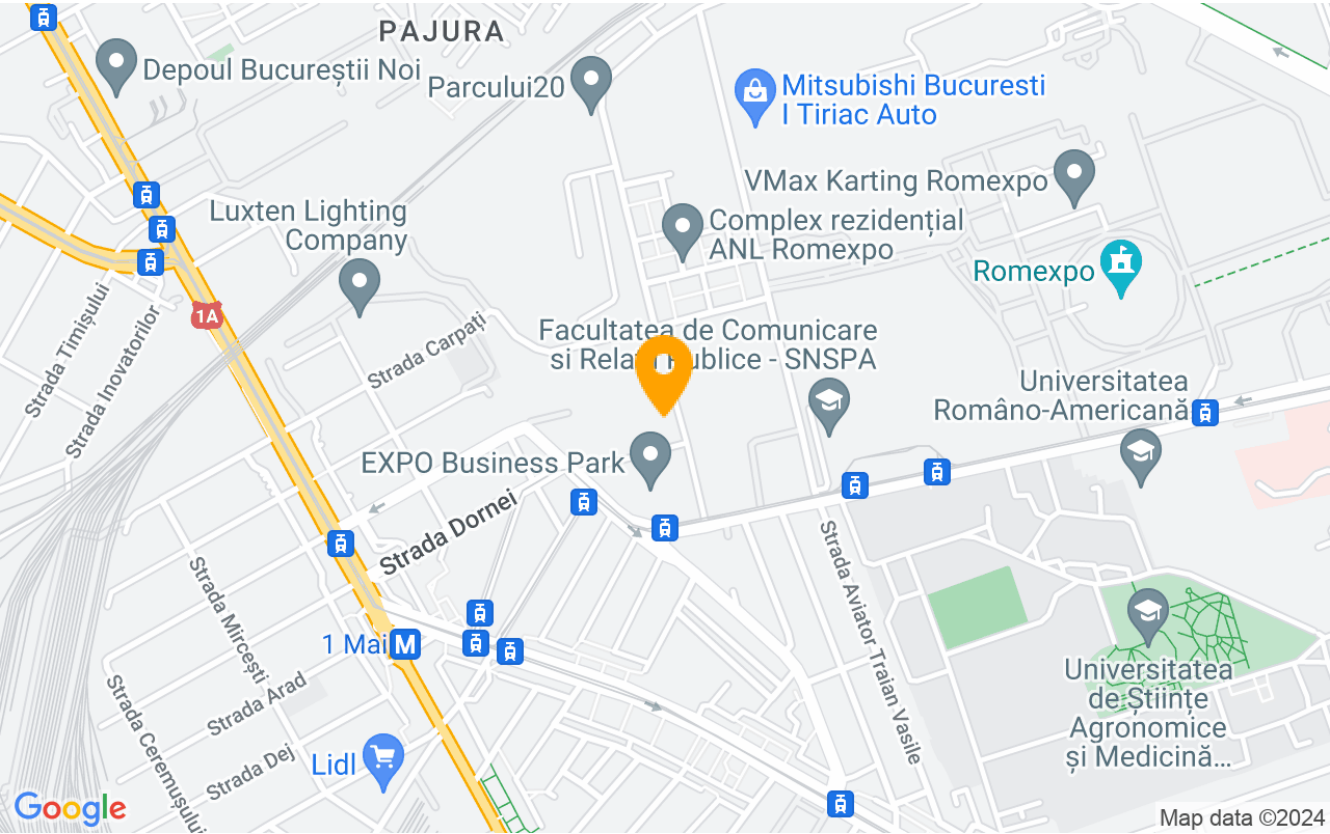 PAJURA
Depoul Bucureștii Noi
Parcului20
Mitsubishi Bucuresti
I Tiriac Auto
VMax Karting Romexpo
Luxten Lighting
Company
Complex rezidențial
ANL Romexpo
Romexpo
1A
Strada Timișului
Strada Inovatorilor
Strada Carpați
Facultatea de Comunicare
si Publice - SNSPA
Universitatea
Româno-Americană
EXPO Business Park
Strada Dornei
Strada Mircești
Strada Aviator Traian Vasile
1 Mai
M
Universitatea
de Științe
Agronomice
și Medicină...
Strada Arad
Strada Ceremușului
Strada Dej
Lidl
Google
Map data ©2024